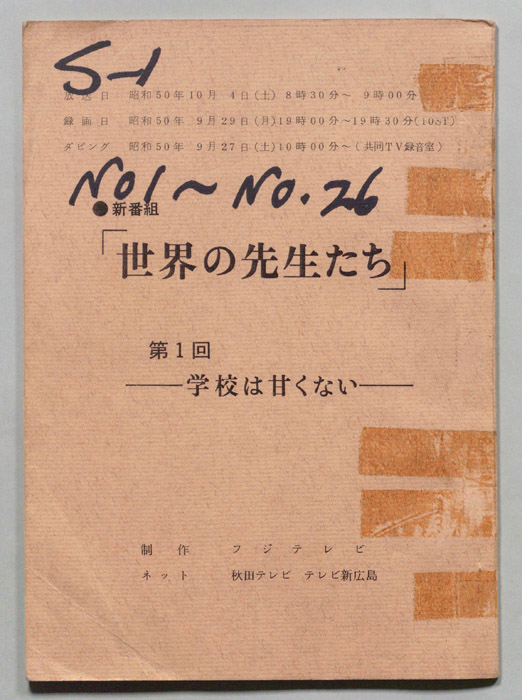 S-1
放送日 昭和50年10月 4日(土) 8時30分～ 9時00分
録画日 昭和50年 9月29日(月)19時00分～19時30分(10ST)
ダビング 昭和50年 9月27日(土)10時00分～(共同TV録音室)
NO1～NO.26
●新番組
「世界の先生たち」
第1回
──学校は甘くない──
制作 フジテレビ
ネット 秋田テレビ テレビ新広島